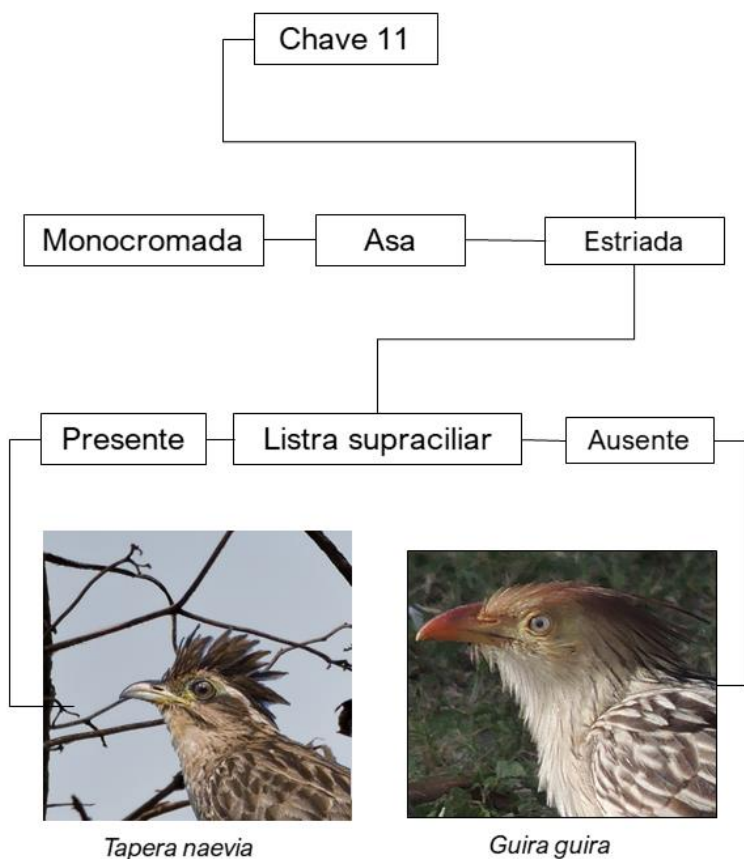 Chave 11
Monocromada
Asa
Estriada
Presente
Listra supraciliar
Ausente
Tapera naevia
Guira guira